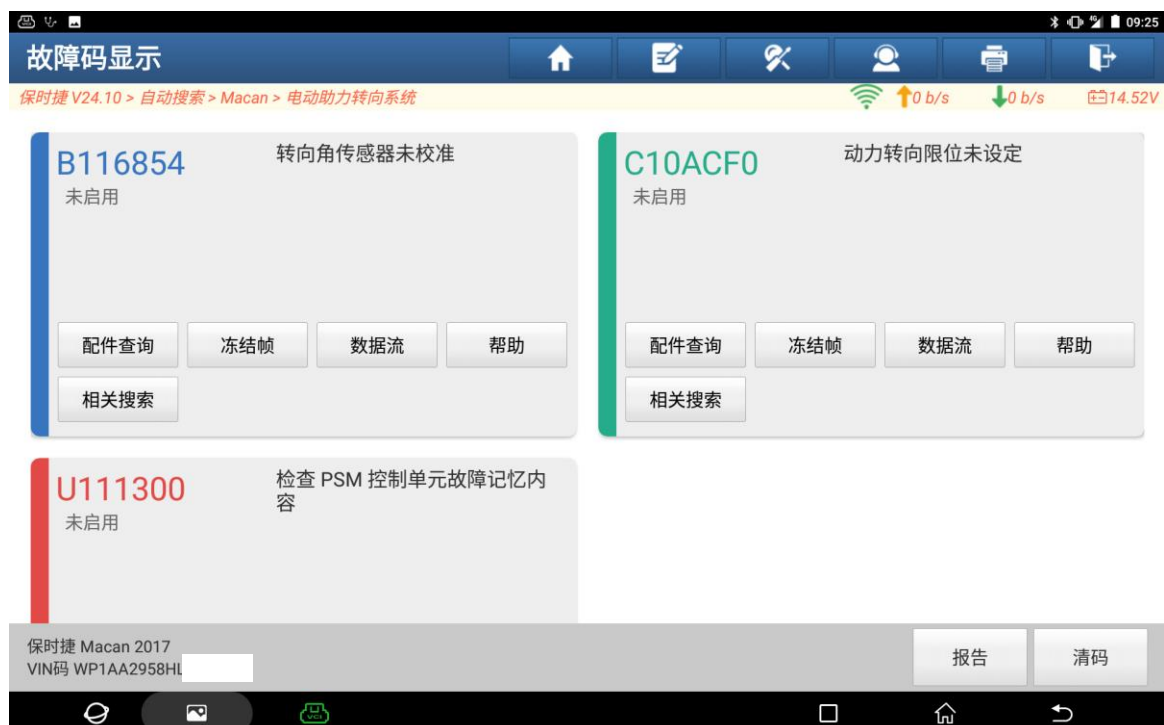 09:25
故障码显示
保时捷 V24.10 > 自动搜索 > Macan > 电动助力转向系统
0 b/s
0 b/s
14.52V
B116854
转向角传感器未校准
未启用
配件查询
冻结帧
数据流
帮助
相关搜索
C10ACF0
动力转向限位未设定
未启用
配件查询
冻结帧
数据流
帮助
相关搜索
U111300
检查 PSM 控制单元故障记忆内
容
未启用
保时捷 Macan 2017
VIN码 WP1AA2958HL
报告
清码
VCI